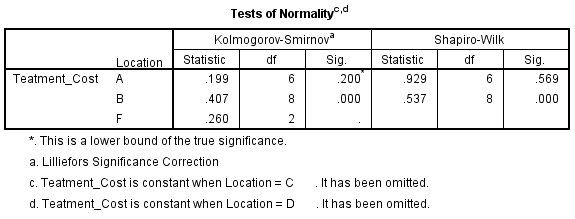 Tests of Normalityc,d
Kolmogorov-Smirnova Shapiro-Wilk
Location Statistic df Sig. Statistic df Sig.
Teatment_Cost A .199 6 .200* .929 6 .569
B .407 8 .000 .537 8 .000
F .260 2 .
*. This is a lower bound of the true significance.
a. Lilliefors Significance Correction
c. Teatment_Cost is constant when Location = C . It has been omitted.
d. Teatment_Cost is constant when Location = D . It has been omitted.